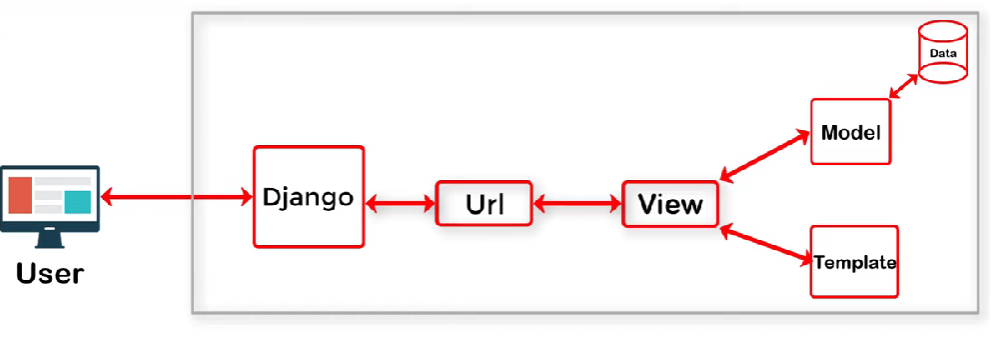 Data
Model
Django
Url
View
User
Template